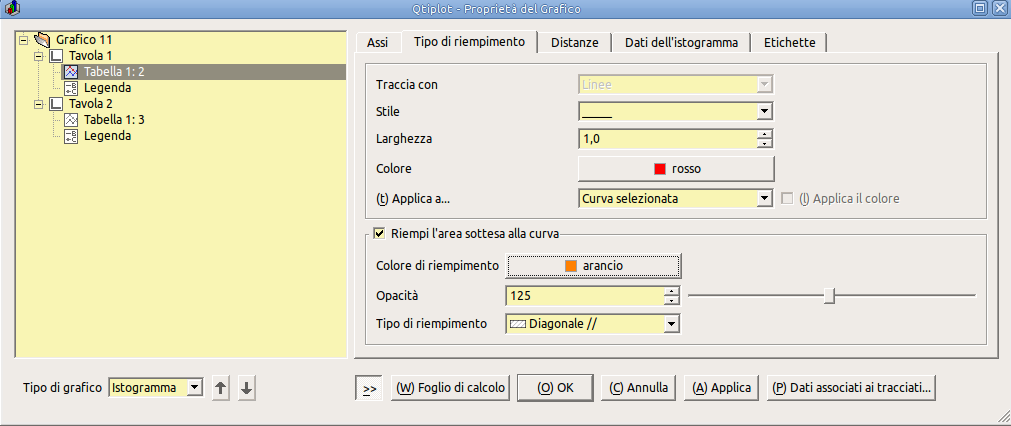 Qtiplot - Proprietà del Grafico
Grafico 11
Tavola 1
Tabella 1: 2
Legenda
Tavola 2
Tabella 1: 3
Legenda
Assi
Tipo di riempimento
Distanze
Dati dell'istogramma
Etichette
Traccia con
Linee
Stile
Larghezza
1,0
Colore
rosso
(t) Applica a...
Curva selezionata
(l) Applica il colore
Riempi l'area sottesa alla curva
Colore di riempimento
arancio
Opacità
125
Tipo di riempimento
Diagonale //
Tipo di grafico
Istogramma
>>
(W) Foglio di calcolo
(O) OK
(C) Annulla
(A) Applica
(P) Dati associati ai tracciati...